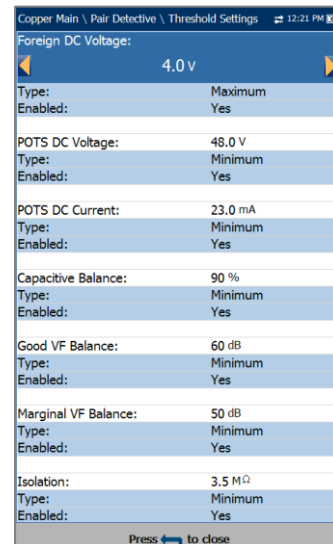 Copper Main \ Pair Detective \ Threshold Settings 12:21 PM
Foreign DC Voltage:
4.0 V
Type: Maximum
Enabled: Yes
POTS DC Voltage: 48.0 V
Type: Minimum
Enabled: Yes
POTS DC Current: 23.0 mA
Type: Minimum
Enabled: Yes
Capacitive Balance: 90 %
Type: Minimum
Enabled: Yes
Good VF Balance: 60 dB
Type: Minimum
Enabled: Yes
Marginal VF Balance: 50 dB
Type: Minimum
Enabled: Yes
Isolation: 3.5 MΩ
Type: Minimum
Enabled: Yes
Press to close